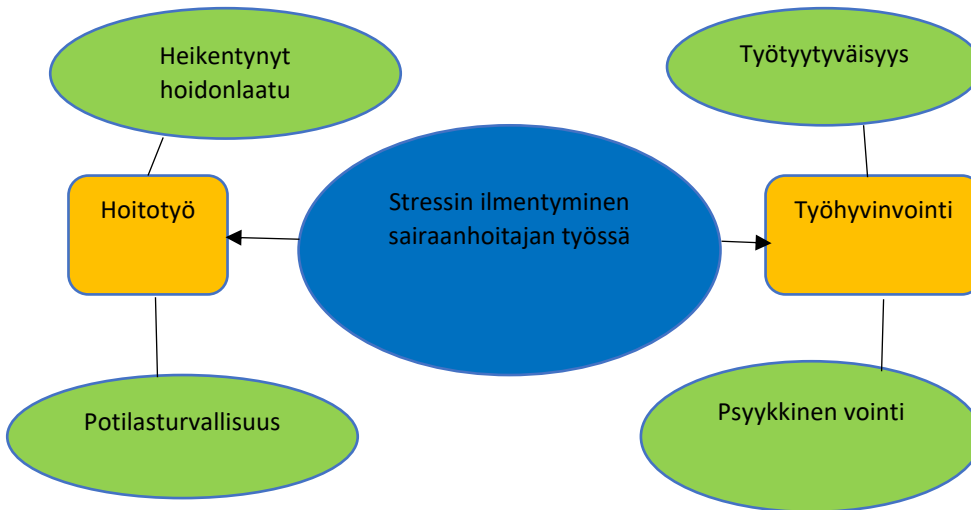 Heikentynyt
hoidonlaatu
Työtyytyväisyys
Stressin ilmentyminen
sairaanhoitajan työssä
Hoitotyö
Työhyvinvointi
Potilasturvallisuus
Psyykkinen vointi